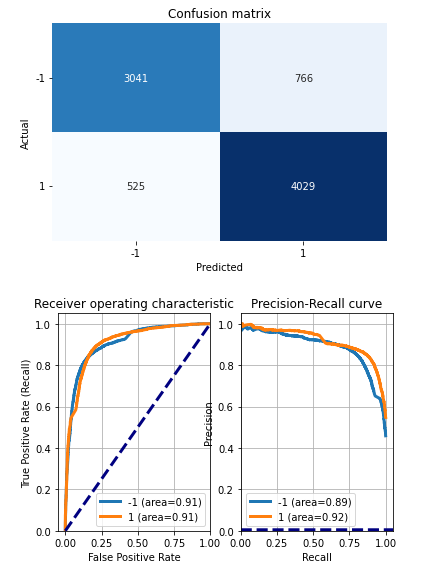 Confusion matrix
-1
3041
766
Actual
1
525
4029
-1
1
Predicted
Receiver operating characteristic
Precision-Recall curve
1.0
0.8
0.6
0.4
0.2
0.0
True Positive Rate (Recall)
-1 (area=0.91)
1 (area=0.91)
0.00 0.25 0.50 0.75 1.00
False Positive Rate
1.0
0.8
0.6
0.4
0.2
0.0
Precision
-1 (area=0.89)
1 (area=0.92)
0.00 0.25 0.50 0.75 1.00
Recall